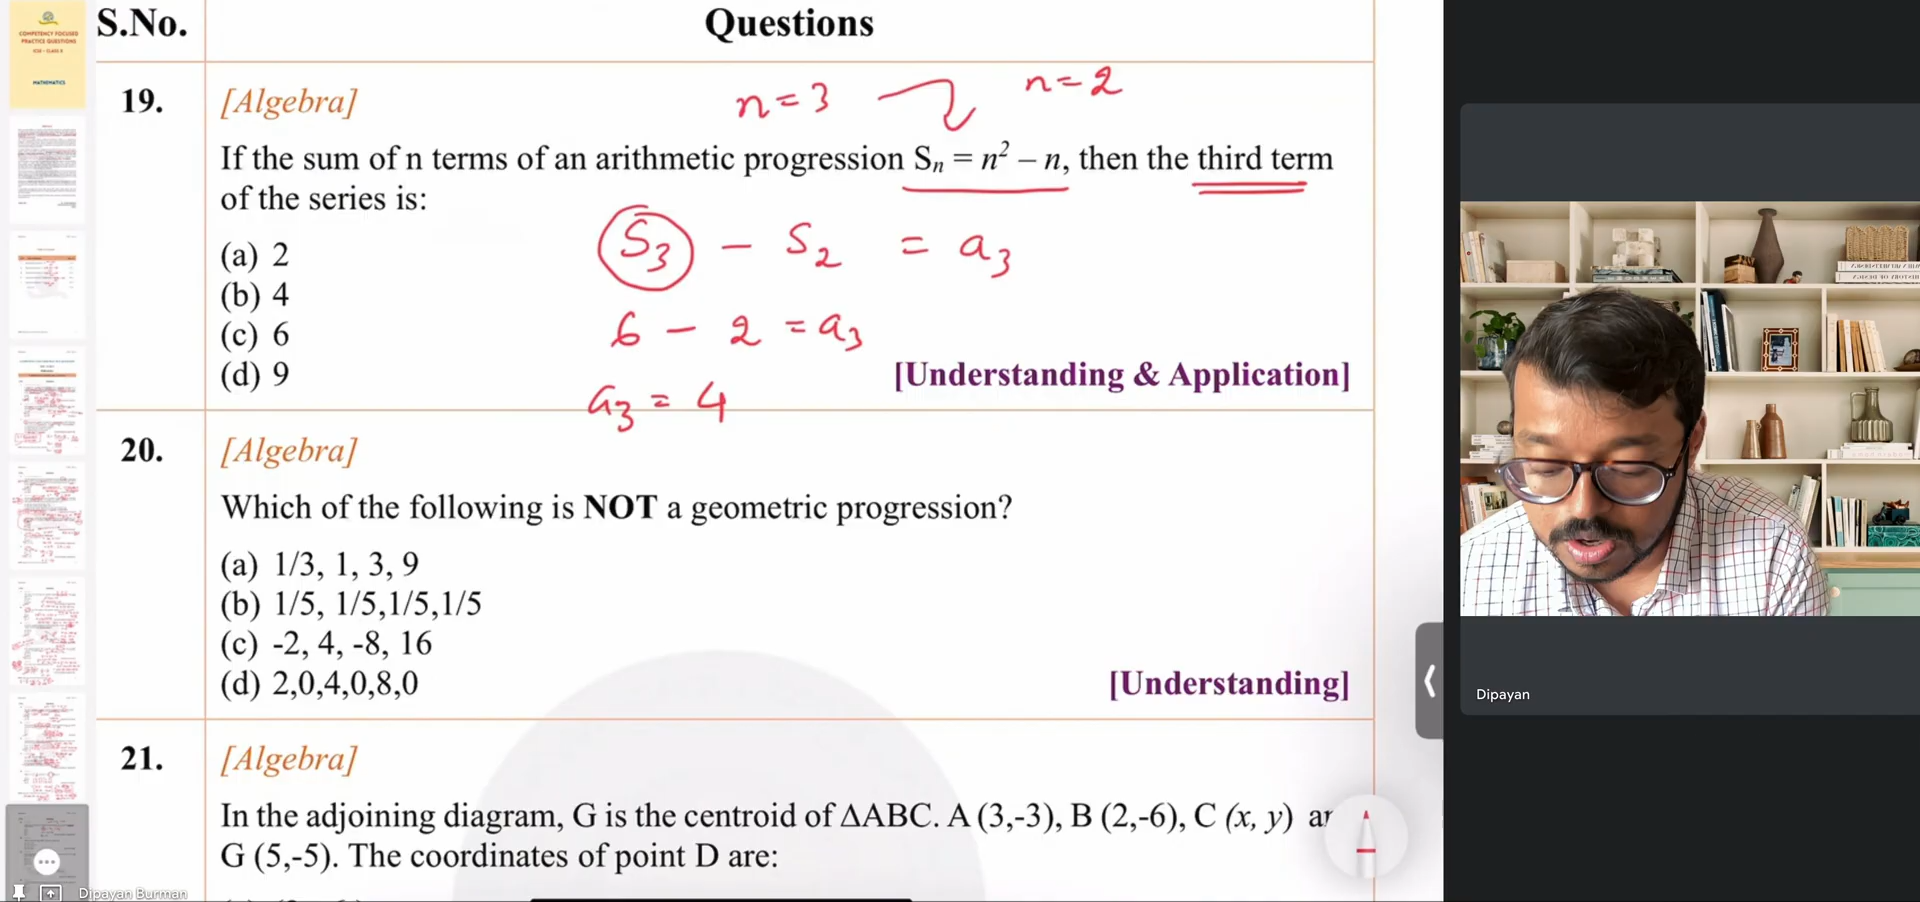 S.No.
Questions
19.
[Algebra]
n=3
n=2
If the sum of n terms of an arithmetic progression Sn = n² – n, then the third term
of the series is:
S3 – S2 = a3
(a) 2
(b) 4
(c) 6
(d) 9
6 – 2 = a3
a3 = 4
[Understanding & Application]
20.
[Algebra]
Which of the following is NOT a geometric progression?
(a) 1/3, 1, 3, 9
(b) 1/5, 1/5,1/5,1/5
(c) -2, 4, -8, 16
(d) 2,0,4,0,8,0
[Understanding]
21.
[Algebra]
In the adjoining diagram, G is the centroid of ΔABC. A (3,-3), B (2,-6), C (x, y) ar
G (5,-5). The coordinates of point D are:
COMPETENCY FOCUSED
PRACTICE QUESTIONS
MATHEMATICS
Dipayan
Dipayan Burman